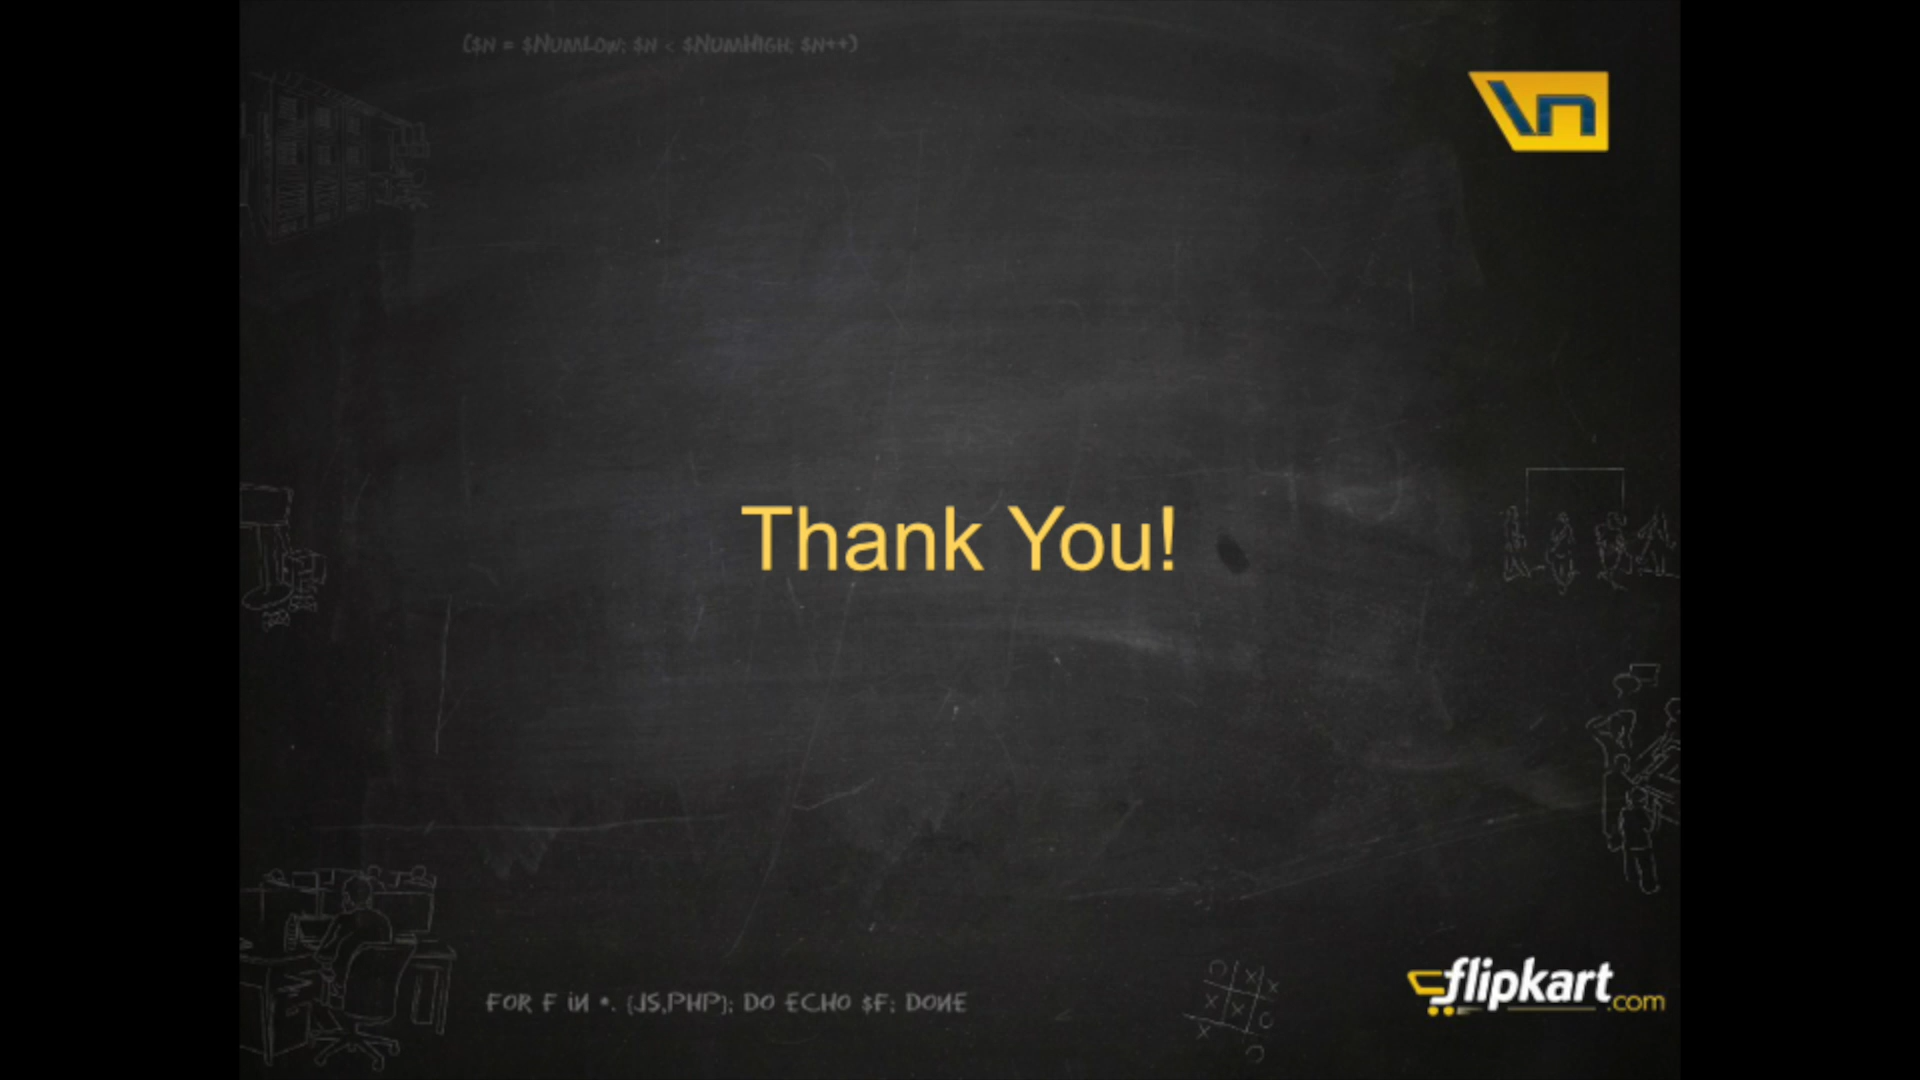 ($N = $NUMLOW; $N < $NUMHIGH; $N++)
\n
Thank You!
FOR F IN *. {JS,PHP}; DO ECHO $F; DONE
flipkart.com